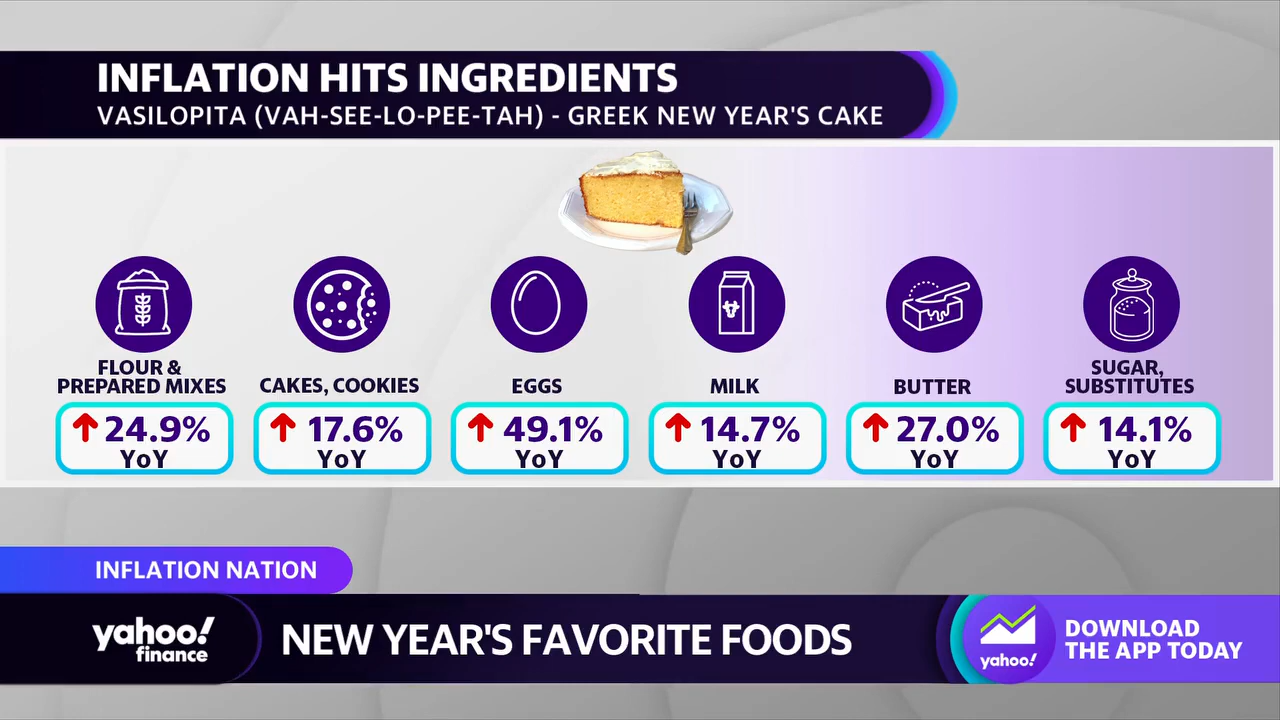 INFLATION HITS INGREDIENTS
VASILOPITA (VAH-SEE-LO-PEE-TAH) - GREEK NEW YEAR'S CAKE
FLOUR &
PREPARED MIXES
24.9%
YoY
CAKES, COOKIES
17.6%
YoY
EGGS
49.1%
YoY
MILK
14.7%
YoY
BUTTER
27.0%
YoY
SUGAR,
SUBSTITUTES
14.1%
YoY
INFLATION NATION
yahoo!
finance
NEW YEAR'S FAVORITE FOODS
yahoo!
DOWNLOAD
THE APP TODAY